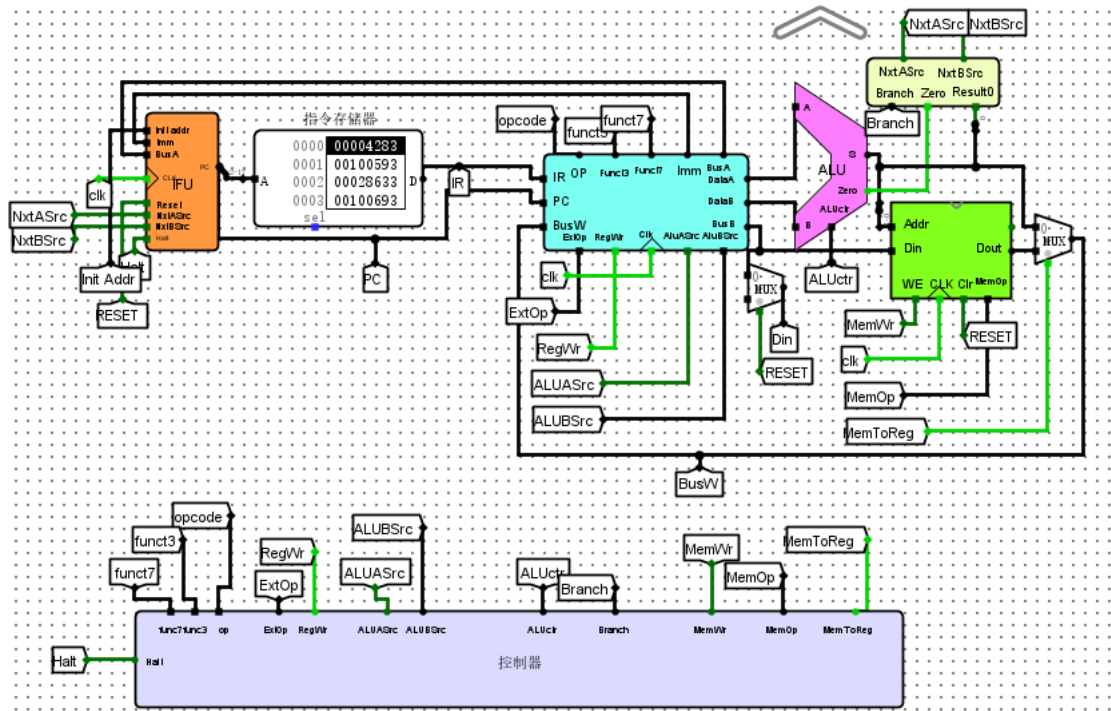 NxtASrc NxtBSrc
NxtASrc NxtBSrc
Branch Zero Result0
Branch
指令存储器
0000 00004283
0001 00100593
0002 00028633
0003 00100693
A
D
sel
Init addr
Imm
BusA
PC
CLK
IFU
Reset
NxtASrc
NxtBSrc
Halt
clk
NxtASrc
NxtBSrc
Init Addr
RESET
IR
PC
opcode
funct7
IR OP Funct3 Funct7 Imm BusA
DataA
PC
DataB
BusW
BusB
ExtOp RegWr Clk AluASrc AluBSrc
clk
ExtOp
RegWr
ALUASrc
ALUBSrc
MUX
0
Din
RESET
A
B
ALU
S
Zero
ALUctr
ALUctr
Addr
Din
Dout
WE CLK Clr MemOp
MUX
0
MemWr
RESET
clk
MemOp
MemToReg
BusW
opcode
funct3
funct7
RegWr
ExtOp
ALUBSrc
ALUASrc
ALUctr
Branch
MemWr
MemOp
MemToReg
func7 func3 op ExtOp RegWr ALUASrc ALUBSrc ALUctr Branch MemWr MemOp MemToReg
Halt
Halt
控制器